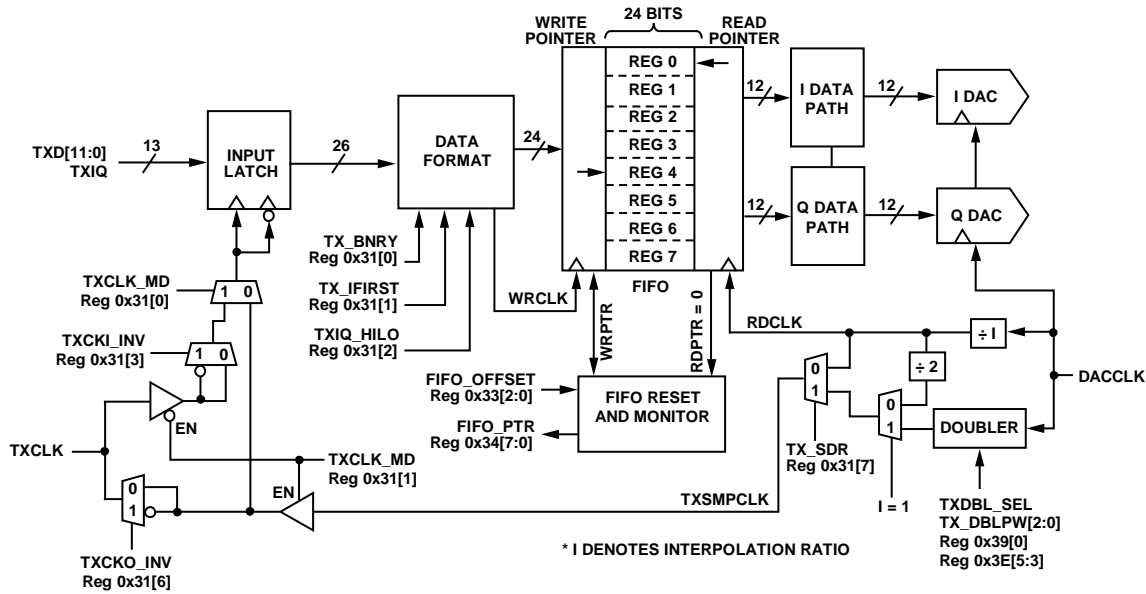 24 BITS
WRITE
POINTER
READ
POINTER
REG 0
REG 1
REG 2
REG 3
REG 4
REG 5
REG 6
REG 7
FIFO
TXD[11:0]
TXIQ
13
INPUT
LATCH
26
DATA
FORMAT
24
12
I DATA
PATH
12
I DAC
12
Q DATA
PATH
12
Q DAC
TX_BNRY
Reg 0x31[0]
TX_IFIRST
Reg 0x31[1]
TXIQ_HILO
Reg 0x31[2]
WRCLK
WRPTR
RDPTR = 0
RDCLK
÷ I
÷ 2
DACCLK
TXCLK_MD
Reg 0x31[0]
1 0
TXCKI_INV
Reg 0x31[3]
1 0
EN
TXCLK
FIFO_OFFSET
Reg 0x33[2:0]
FIFO_PTR
Reg 0x34[7:0]
FIFO RESET
AND MONITOR
0
1
TX_SDR
Reg 0x31[7]
0
1
I = 1
DOUBLER
TXDBL_SEL
TX_DBLPW[2:0]
Reg 0x39[0]
Reg 0x3E[5:3]
TXCLK_MD
Reg 0x31[1]
EN
TXSMPCLK
0
1
TXCKO_INV
Reg 0x31[6]
* I DENOTES INTERPOLATION RATIO